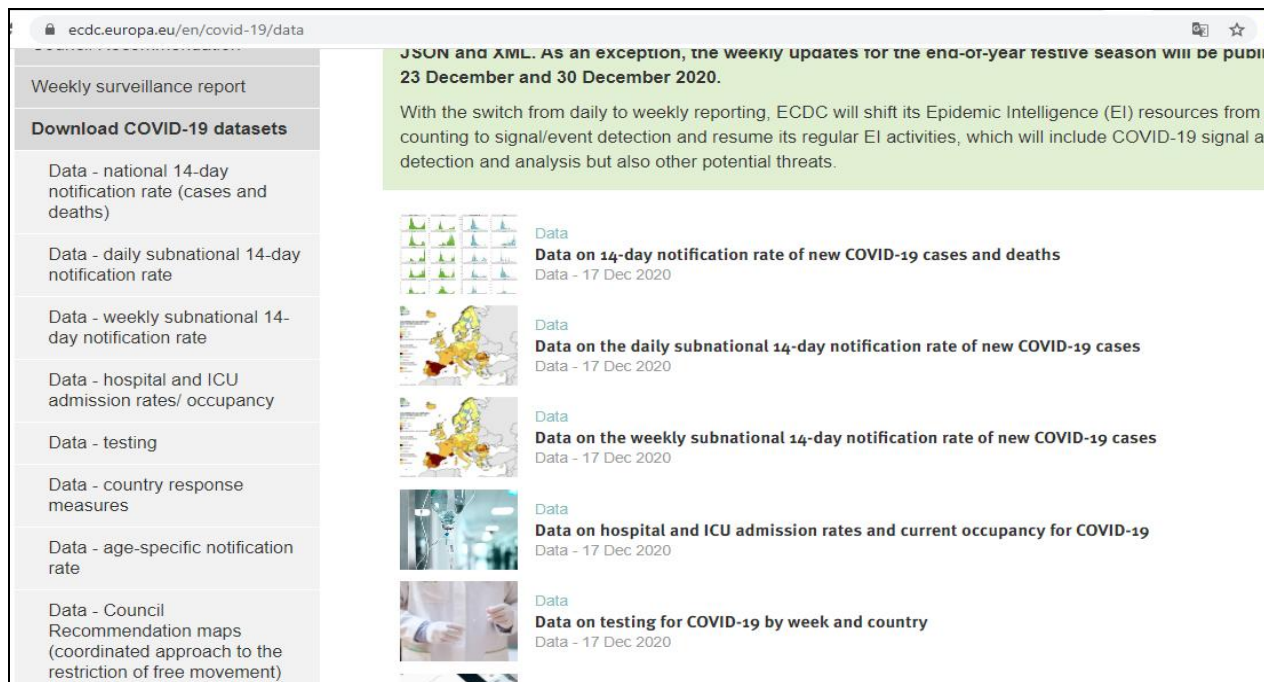 ecdc.europa.eu/en/covid-19/data
Council Recommendation
Weekly surveillance report
Download COVID-19 datasets
Data - national 14-day
notification rate (cases and
deaths)
Data - daily subnational 14-day
notification rate
Data - weekly subnational 14-
day notification rate
Data - hospital and ICU
admission rates/ occupancy
Data - testing
Data - country response
measures
Data - age-specific notification
rate
Data - Council
Recommendation maps
(coordinated approach to the
restriction of free movement)
JSON and XML. As an exception, the weekly updates for the end-of-year festive season will be publi
23 December and 30 December 2020.
With the switch from daily to weekly reporting, ECDC will shift its Epidemic Intelligence (EI) resources from
counting to signal/event detection and resume its regular EI activities, which will include COVID-19 signal a
detection and analysis but also other potential threats.
Data
Data on 14-day notification rate of new COVID-19 cases and deaths
Data - 17 Dec 2020
Data
Data on the daily subnational 14-day notification rate of new COVID-19 cases
Data - 17 Dec 2020
Data
Data on the weekly subnational 14-day notification rate of new COVID-19 cases
Data - 17 Dec 2020
Data
Data on hospital and ICU admission rates and current occupancy for COVID-19
Data - 17 Dec 2020
Data
Data on testing for COVID-19 by week and country
Data - 17 Dec 2020